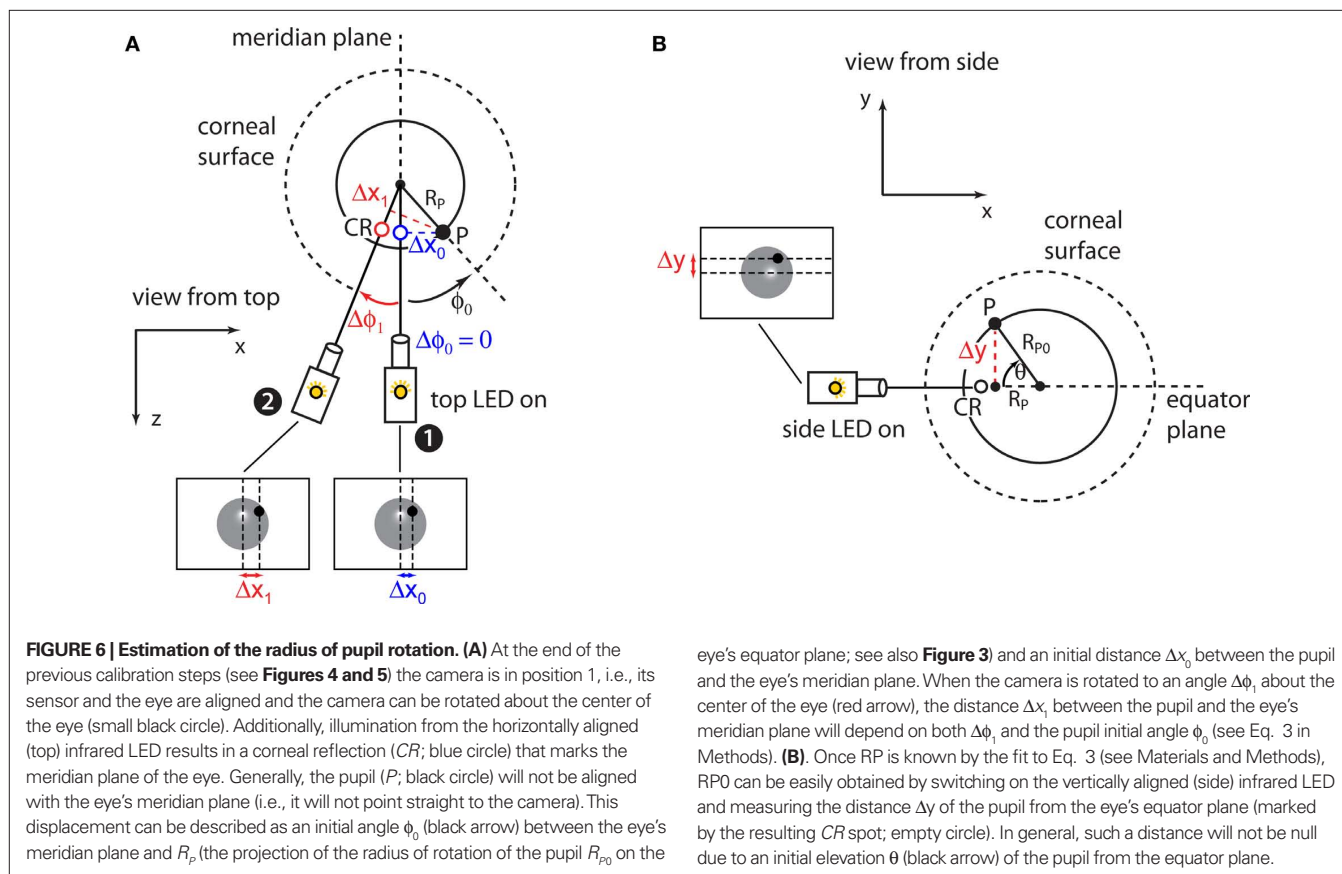 A
meridian plane
corneal
surface
Δx₁
R_P
CR
P
Δx₀
view from top
x
z
Δϕ₁
ϕ₀
Δϕ₀ = 0
top LED on
2
1
Δx₁
Δx₀
B
view from side
y
x
corneal
surface
Δy
P
R_P0
Δy
θ
CR
R_P
equator
plane
side LED on
FIGURE 6 | Estimation of the radius of pupil rotation. (A) At the end of the
previous calibration steps (see Figures 4 and 5) the camera is in position 1, i.e., its
sensor and the eye are aligned and the camera can be rotated about the center of
the eye (small black circle). Additionally, illumination from the horizontally aligned
(top) infrared LED results in a corneal reflection (CR; blue circle) that marks the
meridian plane of the eye. Generally, the pupil (P; black circle) will not be aligned
with the eye's meridian plane (i.e., it will not point straight to the camera). This
displacement can be described as an initial angle ϕ₀ (black arrow) between the eye's
meridian plane and R_P (the projection of the radius of rotation of the pupil R_P0 on the
eye's equator plane; see also Figure 3) and an initial distance Δx₀ between the pupil
and the eye's meridian plane. When the camera is rotated to an angle Δϕ₁ about the
center of the eye (red arrow), the distance Δx₁ between the pupil and the eye's
meridian plane will depend on both Δϕ₁ and the pupil initial angle ϕ₀ (see Eq. 3 in
Methods). (B). Once RP is known by the fit to Eq. 3 (see Materials and Methods),
RP0 can be easily obtained by switching on the vertically aligned (side) infrared LED
and measuring the distance Δy of the pupil from the eye's equator plane (marked
by the resulting CR spot; empty circle). In general, such a distance will not be null
due to an initial elevation θ (black arrow) of the pupil from the equator plane.